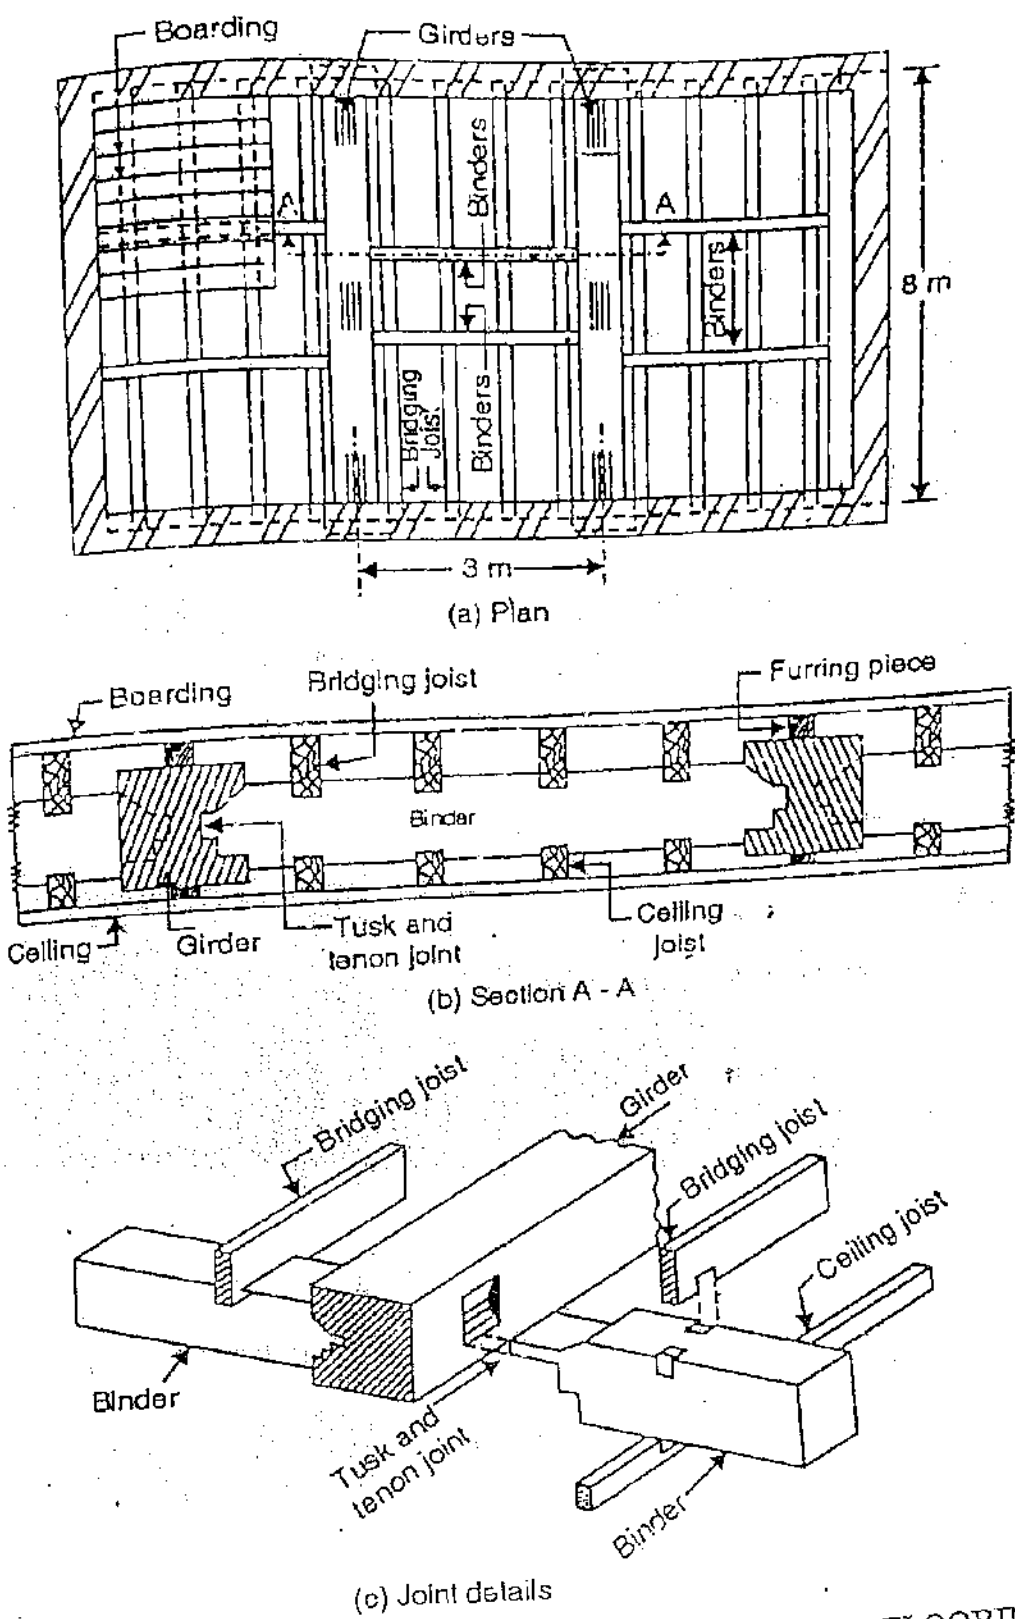 Boarding
Girders
Binders
A
A
Binders
8 m
Bridging
Joist
Binders
3 m
(a) Plan
Boarding
Bridging joist
Furring piece
Binder
Ceiling
Girder
Tusk and
tenon joint
Ceiling
joist
(b) Section A - A
Bridging joist
Girder
Bridging joist
Ceiling joist
Binder
Tusk and
tenon joint
Binder
(c) Joint details